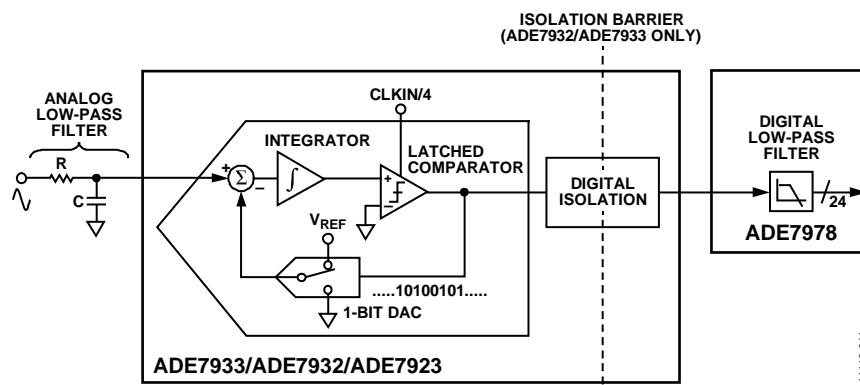 ISOLATION BARRIER
(ADE7932/ADE7933 ONLY)
ANALOG
LOW-PASS
FILTER
R
C
CLKIN/4
INTEGRATOR
LATCHED
COMPARATOR
+
Σ
–
∫
+
–
VREF
.....10100101.....
1-BIT DAC
DIGITAL
ISOLATION
DIGITAL
LOW-PASS
FILTER
24
ADE7978
ADE7933/ADE7932/ADE7923